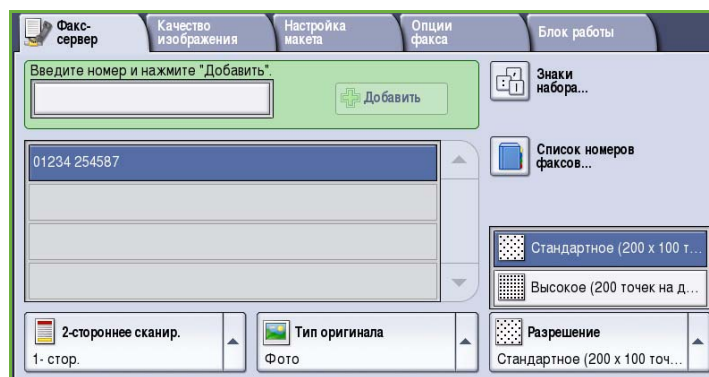 Факс-
сервер
Качество
изображения
Настройка
макета
Опции
факса
Блок работы
Введите номер и нажмите "Добавить".
Добавить
Знаки
набора...
01234 254587
Список номеров
факсов...
Стандартное (200 x 100 т...
Высокое (200 точек на д...
2-стороннее сканир.
1- стор.
Тип оригинала
Фото
Разрешение
Стандартное (200 x 100 точ...